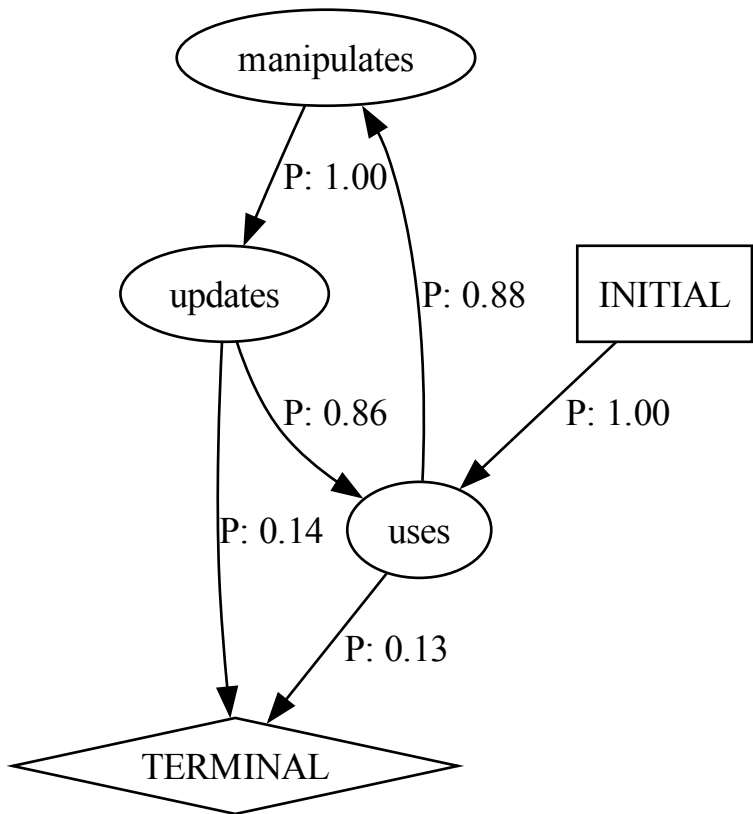 manipulates
P: 1.00
updates
P: 0.88
INITIAL
P: 0.86
P: 1.00
P: 0.14
uses
P: 0.13
TERMINAL